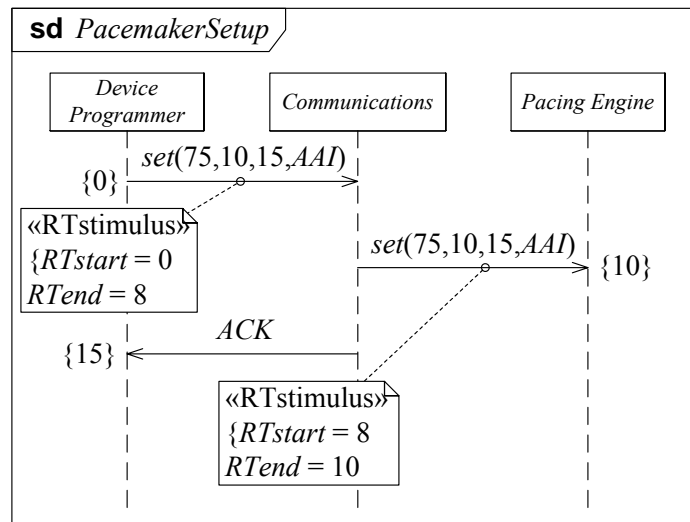 sd PacemakerSetup
Device
Programmer
Communications
Pacing Engine
set(75,10,15,AAI)
{0}
«RTstimulus»
{RTstart = 0
RTend = 8
set(75,10,15,AAI)
{10}
ACK
{15}
«RTstimulus»
{RTstart = 8
RTend = 10